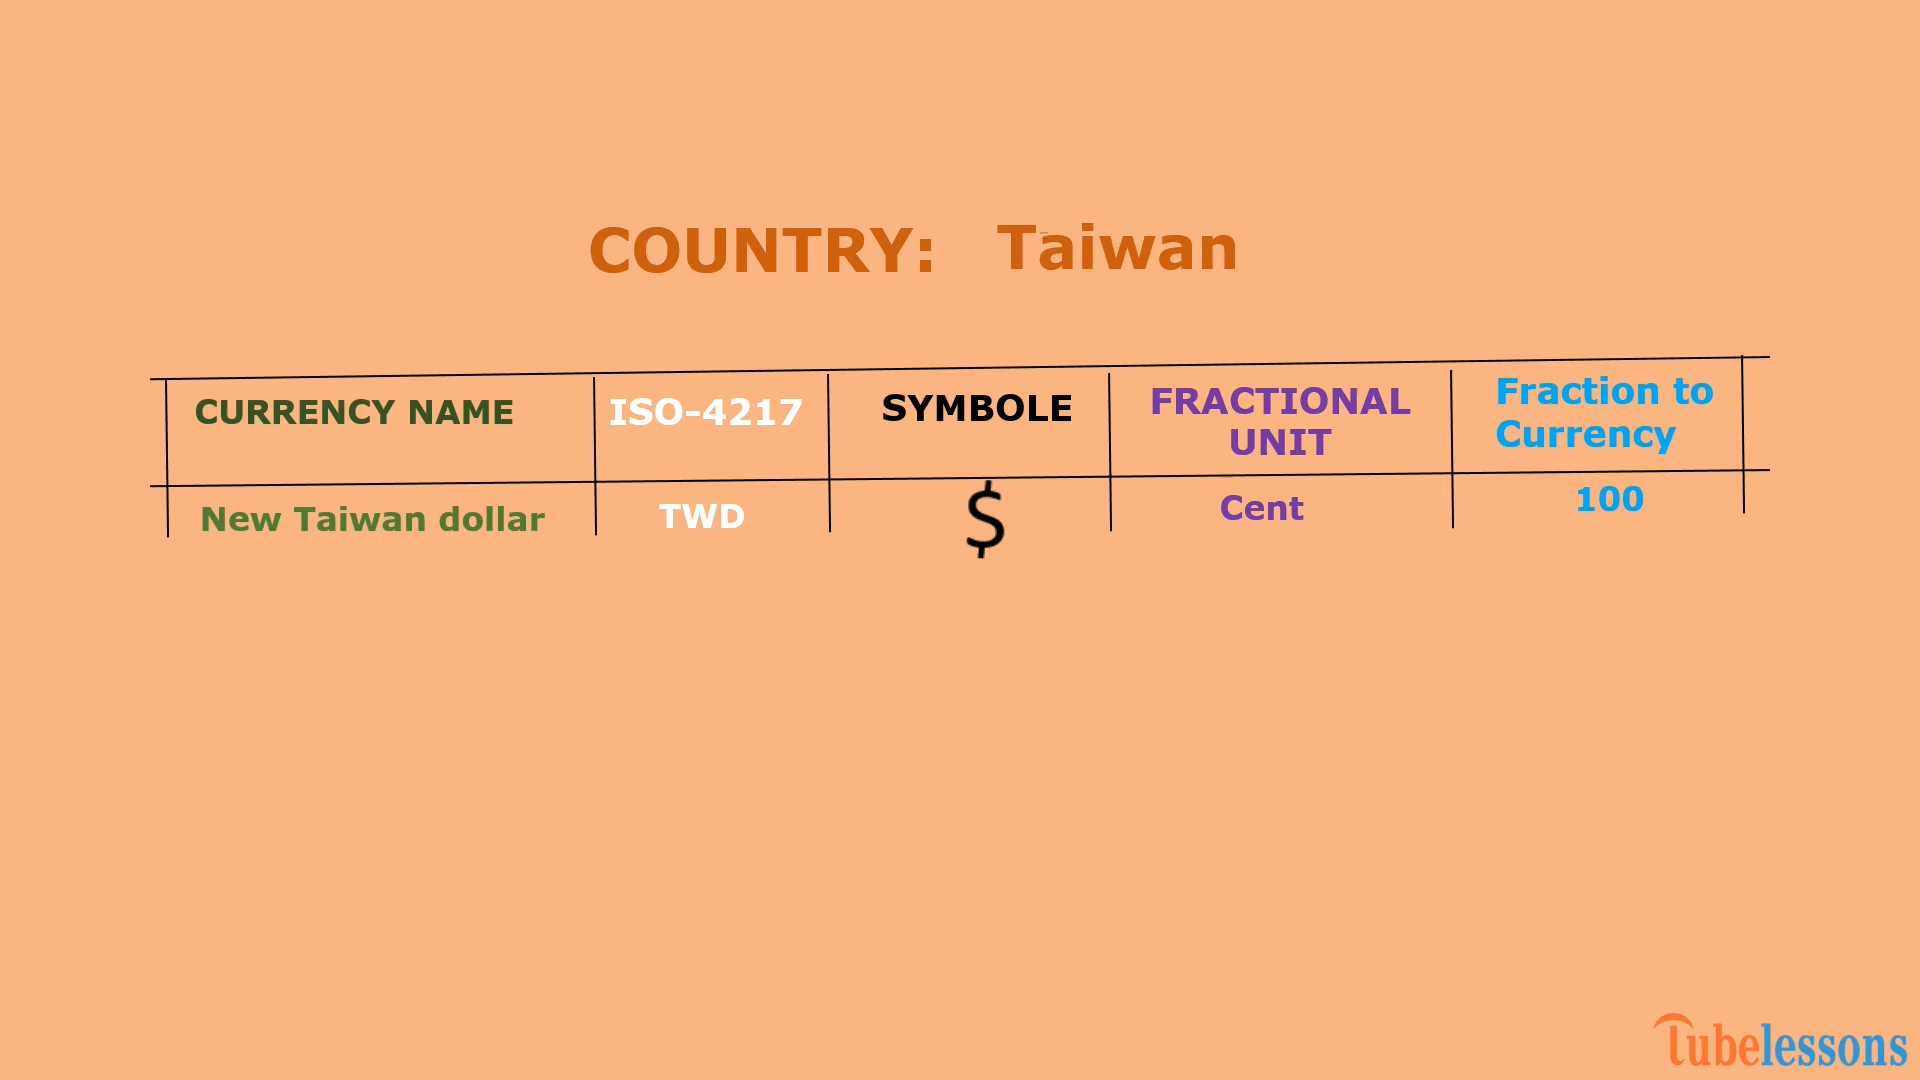 COUNTRY: Taiwan
CURRENCY NAME ISO-4217 SYMBOLE FRACTIONAL UNIT Fraction to Currency
New Taiwan dollar TWD $ Cent 100
Tubelessons